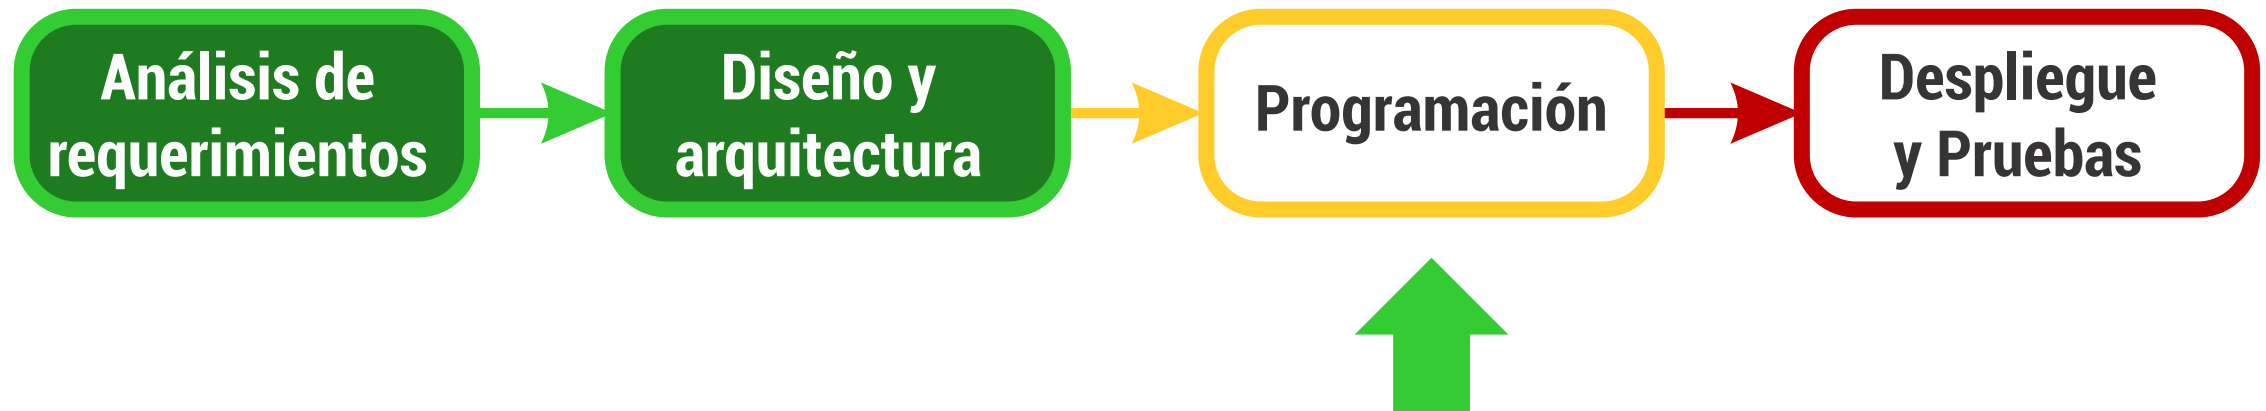 Análisis de
requerimientos
Diseño y
arquitectura
Programación
Despliegue
y Pruebas